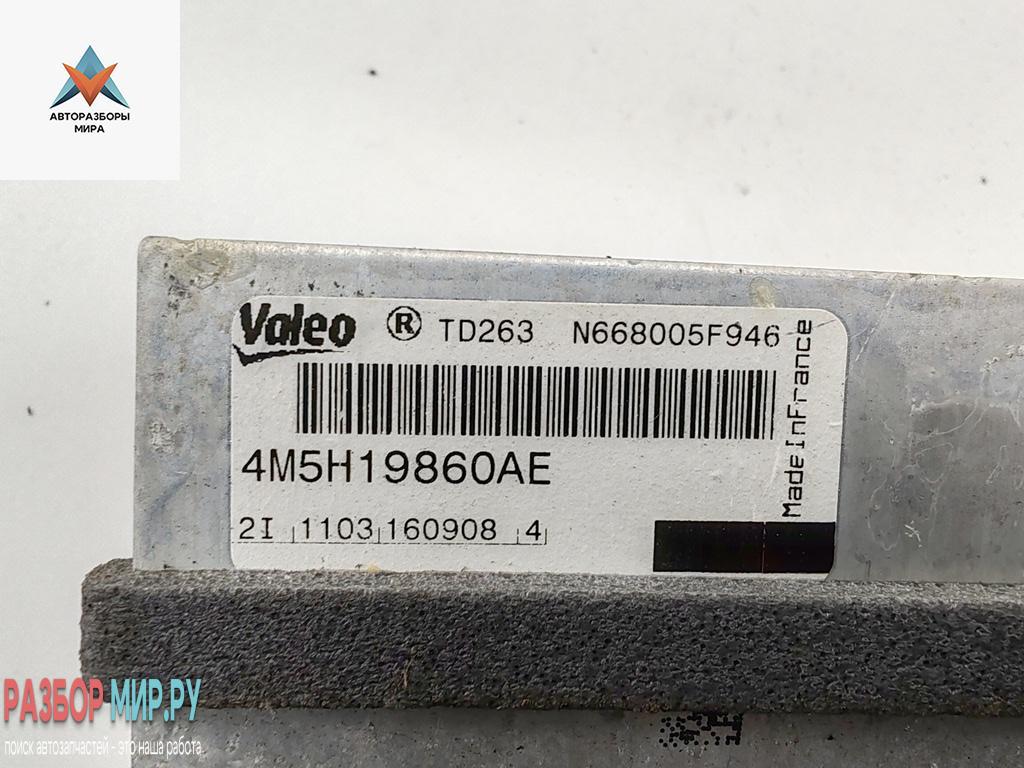 АВТОРАЗБОРЫ
МИРА
Valeo ® TD263 N668005F946
Made In France
4M5H19860AE
2I 1103 160908 4
РАЗБОР МИР.РУ
поиск автозапчастей - это наша работа.